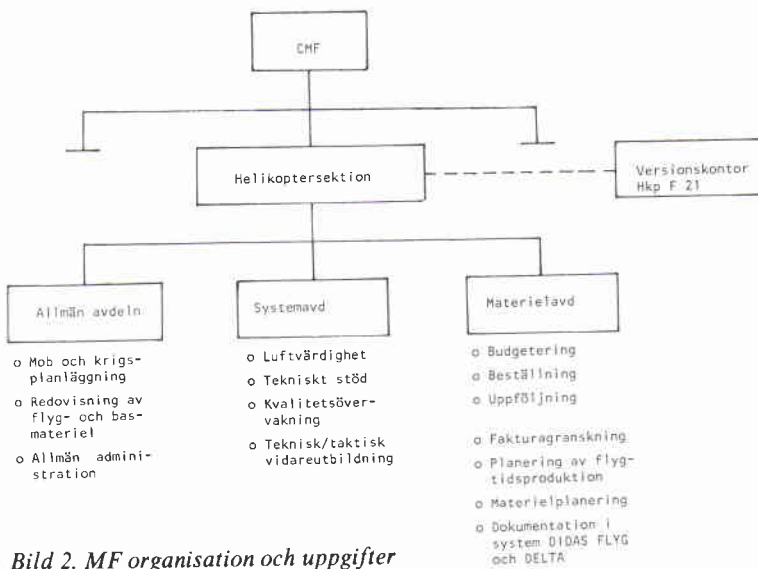 CMF
Helikoptersektion
Versionskontor
Hkp F 21
Allmän avdeln
o Mob och krigs-
planläggning
o Redovisning av
flyg- och bas-
materiel
o Allmän admini-
stration
Systemavd
o Luftvärdighet
o Tekniskt stöd
o Kvalitetsöver-
vakning
o Teknisk/taktisk
vidareutbildning
Materielavd
o Budgetering
o Beställning
o Uppföljning
o Fakturagranskning
o Planering av flyg-
tidsproduktion
o Materielplanering
o Dokumentation i
system DIDAS FLYG
och DELTA
Bild 2. MF organisation och uppgifter